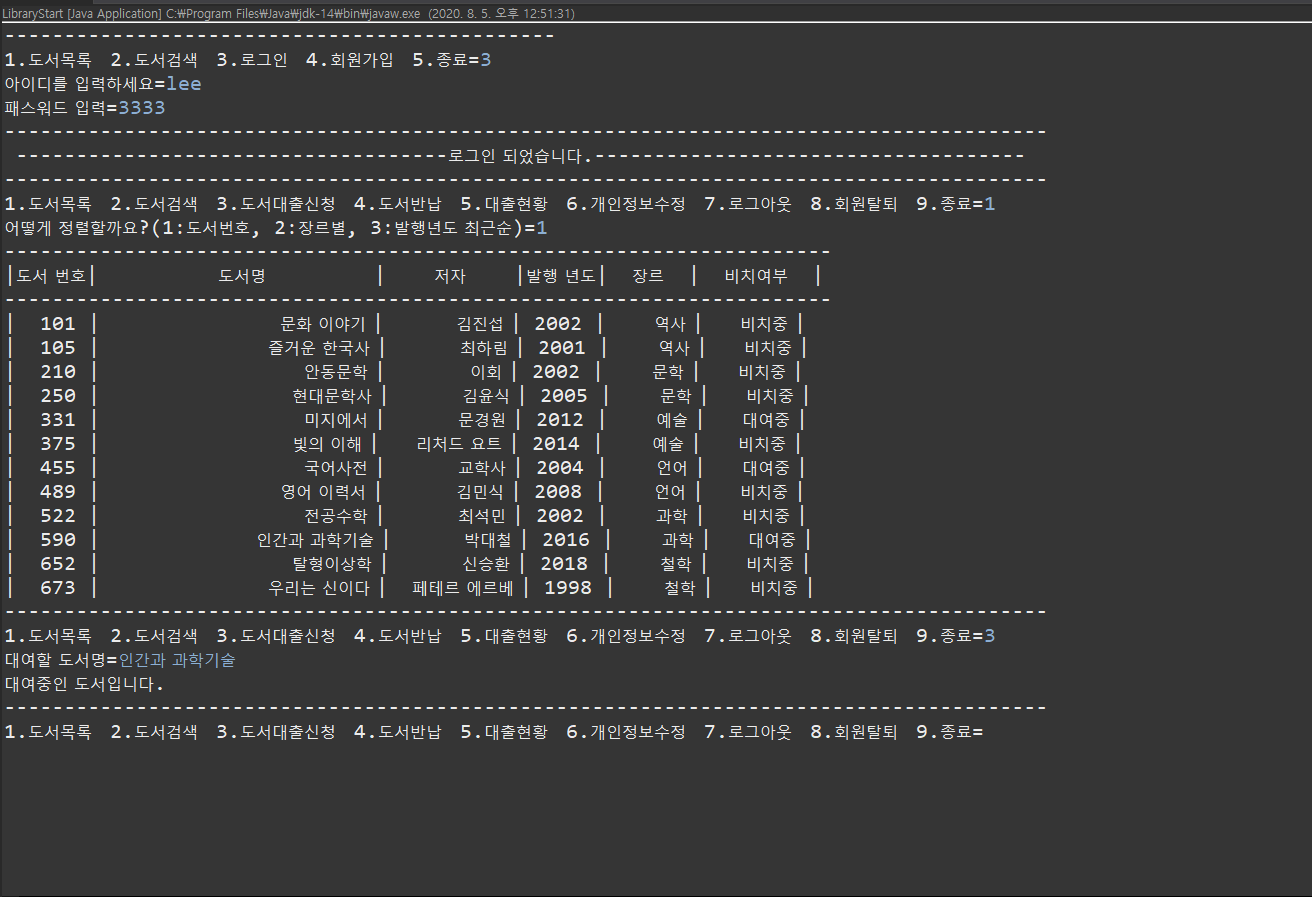 LibraryStart [Java Application] C:₩Program Files₩Java₩jdk-14₩bin₩javaw.exe (2020. 8. 5. 오후 12:51:31)
-----------------------------------------------
1.도서목록 2.도서검색 3.로그인 4.회원가입 5.종료=3
아이디를 입력하세요=lee
패스워드 입력=3333
-----------------------------------------------------------------------------------------
-------------------------------------로그인 되었습니다.-------------------------------------
-----------------------------------------------------------------------------------------
1.도서목록 2.도서검색 3.도서대출신청 4.도서반납 5.대출현황 6.개인정보수정 7.로그아웃 8.회원탈퇴 9.종료=1
어떻게 정렬할까요?(1:도서번호, 2:장르별, 3:발행년도 최근순)=1
-----------------------------------------------------------------------
|도서 번호| 도서명 | 저자 |발행 년도| 장르 | 비치여부 |
-----------------------------------------------------------------------
| 101 | 문화 이야기 | 김진섭 | 2002 | 역사 | 비치중 |
| 105 | 즐거운 한국사 | 최하림 | 2001 | 역사 | 비치중 |
| 210 | 안동문학 | 이회 | 2002 | 문학 | 비치중 |
| 250 | 현대문학사 | 김윤식 | 2005 | 문학 | 비치중 |
| 331 | 미지에서 | 문경원 | 2012 | 예술 | 대여중 |
| 375 | 빛의 이해 | 리처드 요트 | 2014 | 예술 | 비치중 |
| 455 | 국어사전 | 교학사 | 2004 | 언어 | 대여중 |
| 489 | 영어 이력서 | 김민식 | 2008 | 언어 | 비치중 |
| 522 | 전공수학 | 최석민 | 2002 | 과학 | 비치중 |
| 590 | 인간과 과학기술 | 박대철 | 2016 | 과학 | 대여중 |
| 652 | 탈형이상학 | 신승환 | 2018 | 철학 | 비치중 |
| 673 | 우리는 신이다 | 페테르 에르베 | 1998 | 철학 | 비치중 |
-----------------------------------------------------------------------------------------
1.도서목록 2.도서검색 3.도서대출신청 4.도서반납 5.대출현황 6.개인정보수정 7.로그아웃 8.회원탈퇴 9.종료=3
대여할 도서명=인간과 과학기술
대여중인 도서입니다.
-----------------------------------------------------------------------------------------
1.도서목록 2.도서검색 3.도서대출신청 4.도서반납 5.대출현황 6.개인정보수정 7.로그아웃 8.회원탈퇴 9.종료=